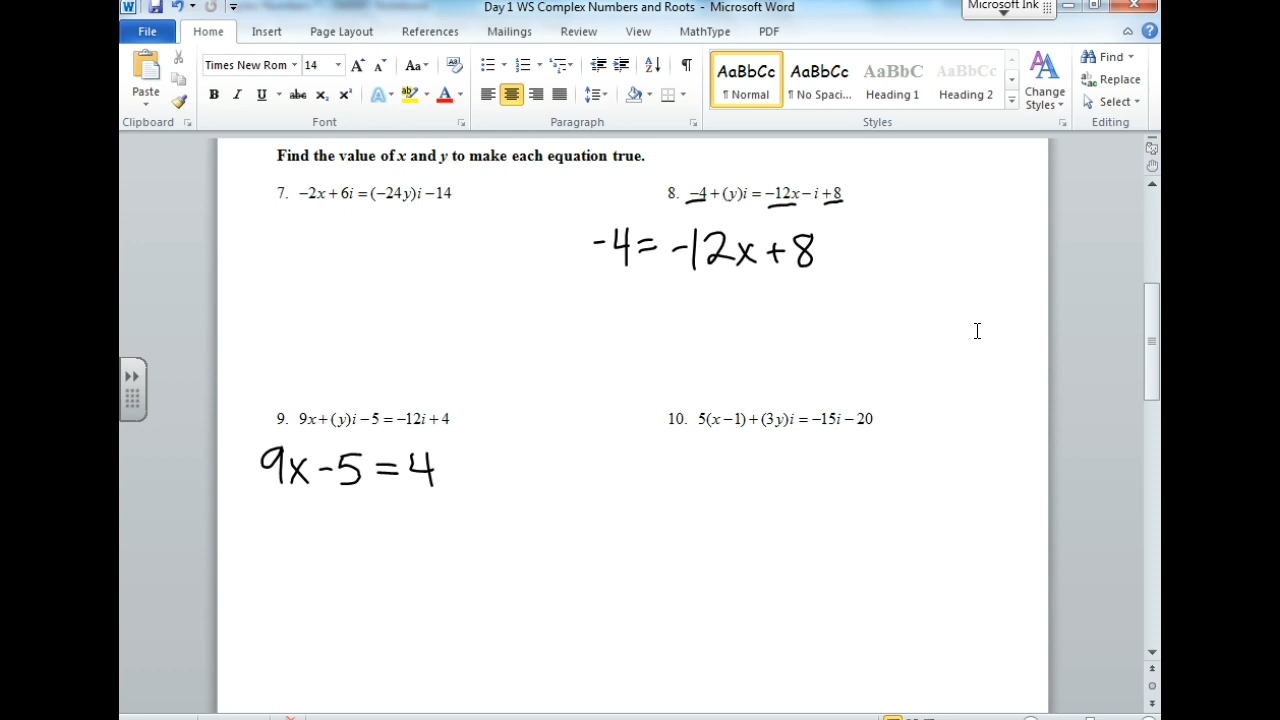 Day 1 WS Complex Numbers and Roots - Microsoft Word
Microsoft Ink
File Home Insert Page Layout References Mailings Review View MathType PDF
Times New Rom 14
Paste
B I U abc x₂ x²
Aa
A
AaBbCc AaBbCc AaBbC AaBbCc
¶ Normal ¶ No Spaci... Heading 1 Heading 2
Change Styles
Find
Replace
Select
Clipboard Font Paragraph Styles Editing
Find the value of x and y to make each equation true.
7. −2x + 6i = (−24y)i − 14
8. −4 + (y)i = −12x − i + 8
-4 = -12x + 8
9. 9x + (y)i − 5 = −12i + 4
10. 5(x − 1) + (3y)i = −15i − 20
9x - 5 = 4